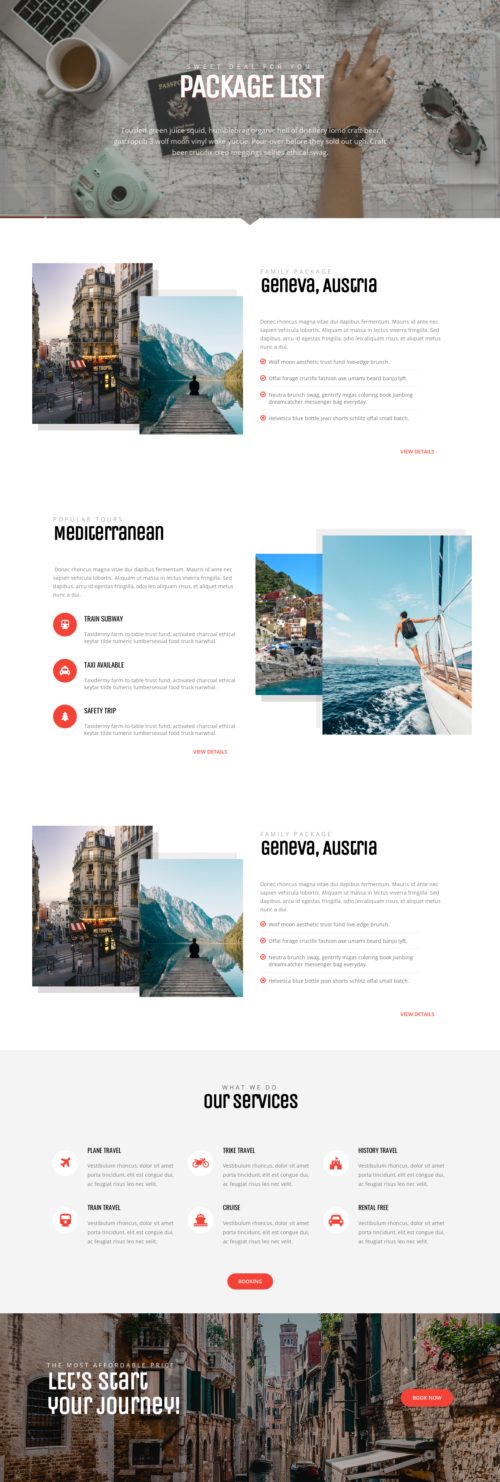 SWEET DEAL FOR YOU
PACKAGE LIST
Tousled green juice squid, humblebrag organic hell of distillery lomo craft beer
gastropub 3 wolf moon vinyl woke yuccie. Pour-over before they sold out ugh. Craft
beer crucifix cred meggings selfies ethical swag.
PASSPORT
FAMILY PACKAGE
Geneva, Austria
Donec rhoncus magna vitae dui dapibus fermentum. Mauris id ante nec
sapien vehicula lobortis. Aliquam ut massa in lectus viverra fringilla. Sed
dapibus, arcu id egestas fringilla, odio leo aliquam risus, et aliquet metus
nunc a dui.
Wolf moon aesthetic trust fund live-edge brunch.
Offal forage crucifix fashion axe umami beard banjo lyft.
Neutra brunch swag, gentrify migas coloring book jianbing
dreamcatcher messenger bag everyday.
Helvetica blue bottle jean shorts schlitz offal small batch.
VIEW DETAILS
POPULAR TOURS
Mediterranean
Donec rhoncus magna vitae dui dapibus fermentum. Mauris id ante nec
sapien vehicula lobortis. Aliquam ut massa in lectus viverra fringilla. Sed
dapibus, arcu id egestas fringilla, odio leo aliquam risus, et aliquet metus
nunc a dui.
TRAIN SUBWAY
Taxidermy farm-to-table trust fund, activated charcoal ethical
keytar tilde tumeric lumbersexual food truck narwhal.
TAXI AVAILABLE
Taxidermy farm-to-table trust fund, activated charcoal ethical
keytar tilde tumeric lumbersexual food truck narwhal.
SAFETY TRIP
Taxidermy farm-to-table trust fund, activated charcoal ethical
keytar tilde tumeric lumbersexual food truck narwhal.
VIEW DETAILS
FAMILY PACKAGE
Geneva, Austria
Donec rhoncus magna vitae dui dapibus fermentum. Mauris id ante nec
sapien vehicula lobortis. Aliquam ut massa in lectus viverra fringilla. Sed
dapibus, arcu id egestas fringilla, odio leo aliquam risus, et aliquet metus
nunc a dui.
Wolf moon aesthetic trust fund live-edge brunch.
Offal forage crucifix fashion axe umami beard banjo lyft.
Neutra brunch swag, gentrify migas coloring book jianbing
dreamcatcher messenger bag everyday.
Helvetica blue bottle jean shorts schlitz offal small batch.
VIEW DETAILS
WHAT WE DO
Our Services
PLANE TRAVEL
Vestibulum rhoncus, dolor sit amet
porta tincidunt, elit est congue dui,
ac feugiat risus leo nec velit.
TRIKE TRAVEL
Vestibulum rhoncus, dolor sit amet
porta tincidunt, elit est congue dui,
ac feugiat risus leo nec velit.
HISTORY TRAVEL
Vestibulum rhoncus, dolor sit amet
porta tincidunt, elit est congue dui,
ac feugiat risus leo nec velit.
TRAIN TRAVEL
Vestibulum rhoncus, dolor sit amet
porta tincidunt, elit est congue dui,
ac feugiat risus leo nec velit.
CRUISE
Vestibulum rhoncus, dolor sit amet
porta tincidunt, elit est congue dui,
ac feugiat risus leo nec velit.
RENTAL FREE
Vestibulum rhoncus, dolor sit amet
porta tincidunt, elit est congue dui,
ac feugiat risus leo nec velit.
BOOKING
THE MOST AFFORDABLE PRICE
Let's Start
Your Journey!
BOOK NOW